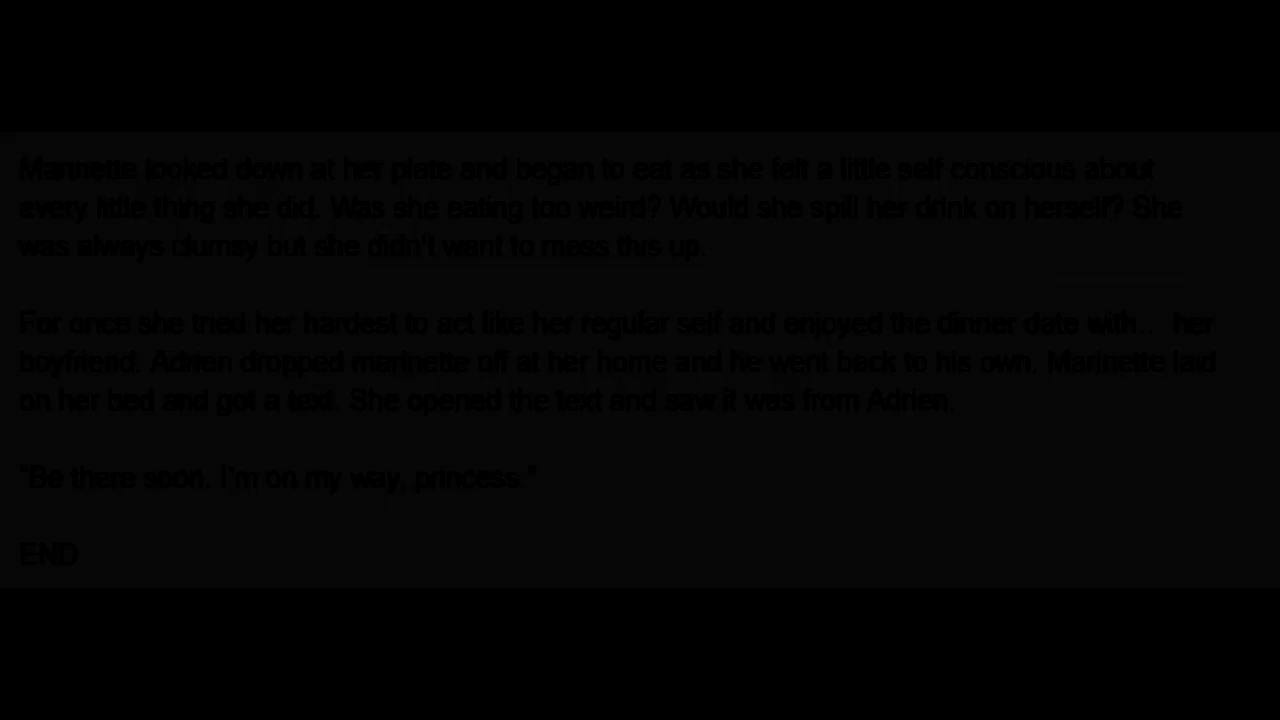 Marinette looked down at her plate and began to eat as she felt a little self conscious about
every little thing she did. Was she eating too weird? Would she spill her drink on herself? She
was always clumsy but she didn't want to mess this up.
For once she tried her hardest to act like her regular self and enjoyed the dinner date with... her
boyfriend. Adrien dropped marinette off at her home and he went back to his own. Marinette laid
on her bed and got a text. She opened the text and saw it was from Adrien.
"Be there soon. I'm on my way, princess."
END